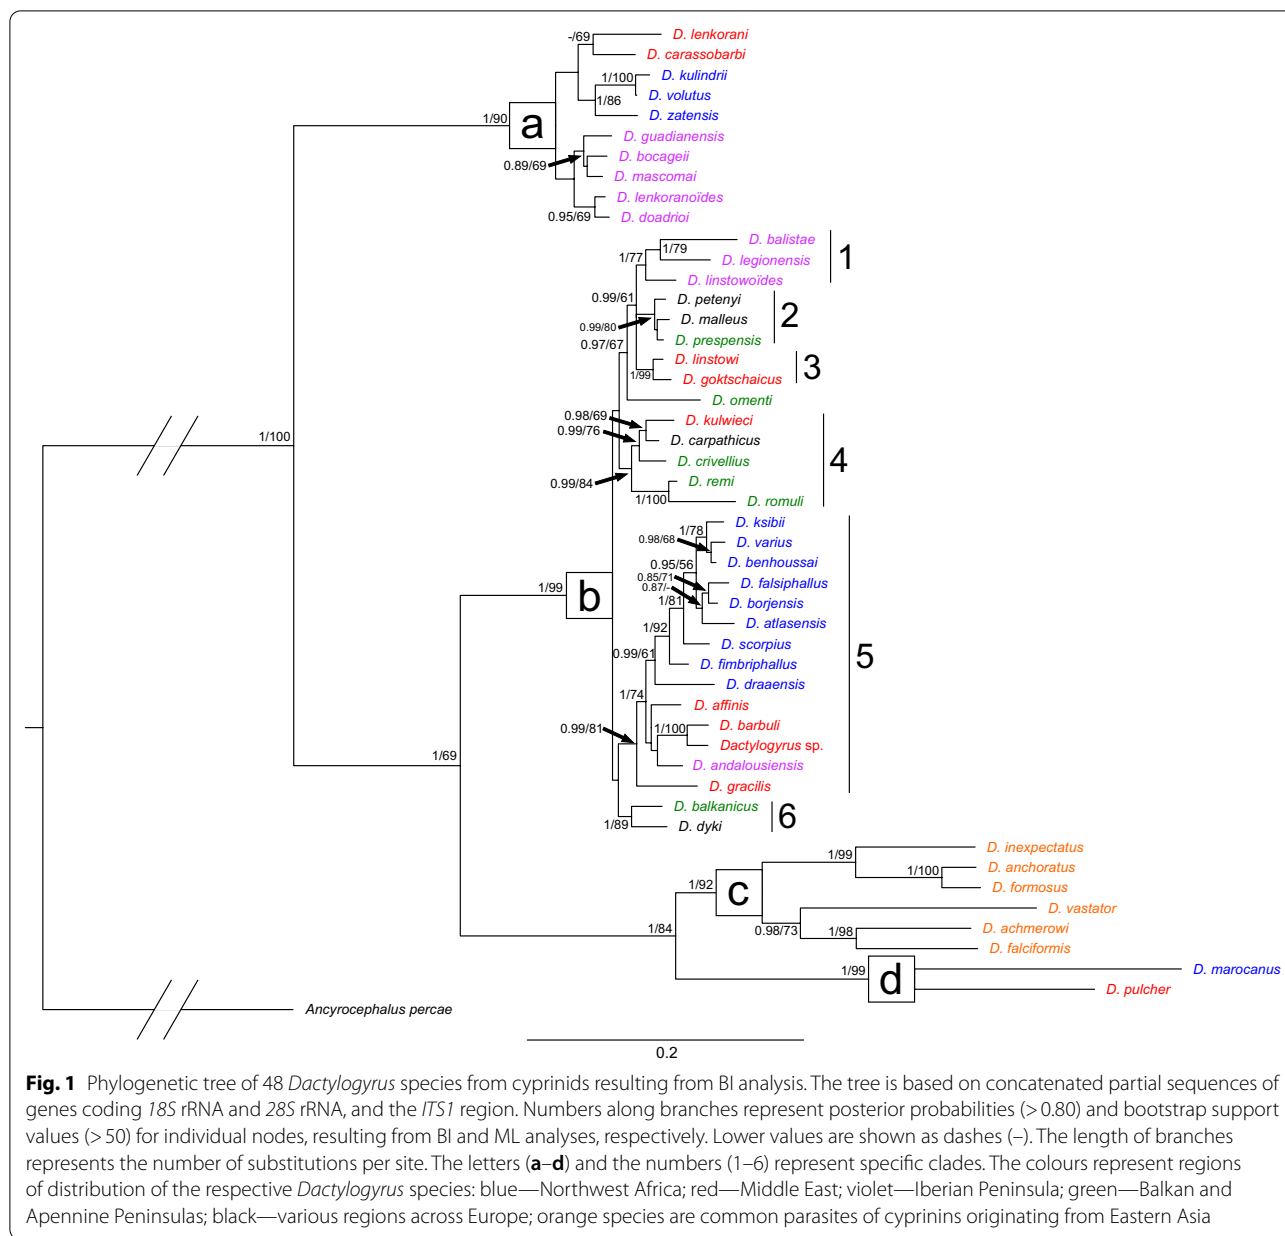 D. lenkorani
-/69
D. carassobarbi
1/100
D. kulindrii
D. volutus
1/86
D. zatensis
1/90
a
D. guadianensis
D. bocageii
0.89/69
D. mascomai
D. lenkoranoïdes
0.95/69
D. doadrioi
D. balistae
1/79
1/77
D. legionensis
1
D. linstowoïdes
0.99/61
D. petenyi
D. malleus
2
0.99/80
D. prespensis
0.97/67
D. linstowi
3
1/99
D. goktschaicus
D. omenti
0.98/69
D. kulwieci
0.99/76
D. carpathicus
D. crivellius
4
0.99/84
D. remi
1/100
D. romuli
1/78
D. ksibii
0.98/68
D. varius
0.95/56
D. benhoussai
0.85/71
D. falsiphallus
0.87/-
1/99
b
1/81
D. borjensis
D. atlasensis
1/92
D. scorpius
5
0.99/61
D. fimbriphallus
D. draaensis
1/74
D. affinis
0.99/81
1/100
D. barbuli
Dactylogyrus sp.
1/69
D. andalousiensis
D. gracilis
D. balkanicus
6
1/89
D. dyki
D. inexpectatus
1/99
D. anchoratus
1/100
1/92
c
D. formosus
D. vastator
0.98/73
D. achmerowi
1/98
1/84
D. falciformis
1/99
d
D. marocanus
D. pulcher
1/100
Ancyrocephalus percae
0.2
Fig. 1 Phylogenetic tree of 48 Dactylogyrus species from cyprinids resulting from BI analysis. The tree is based on concatenated partial sequences of
genes coding 18S rRNA and 28S rRNA, and the ITS1 region. Numbers along branches represent posterior probabilities (> 0.80) and bootstrap support
values (> 50) for individual nodes, resulting from BI and ML analyses, respectively. Lower values are shown as dashes (–). The length of branches
represents the number of substitutions per site. The letters (a–d) and the numbers (1–6) represent specific clades. The colours represent regions
of distribution of the respective Dactylogyrus species: blue—Northwest Africa; red—Middle East; violet—Iberian Peninsula; green—Balkan and
Apennine Peninsulas; black—various regions across Europe; orange species are common parasites of cyprinins originating from Eastern Asia